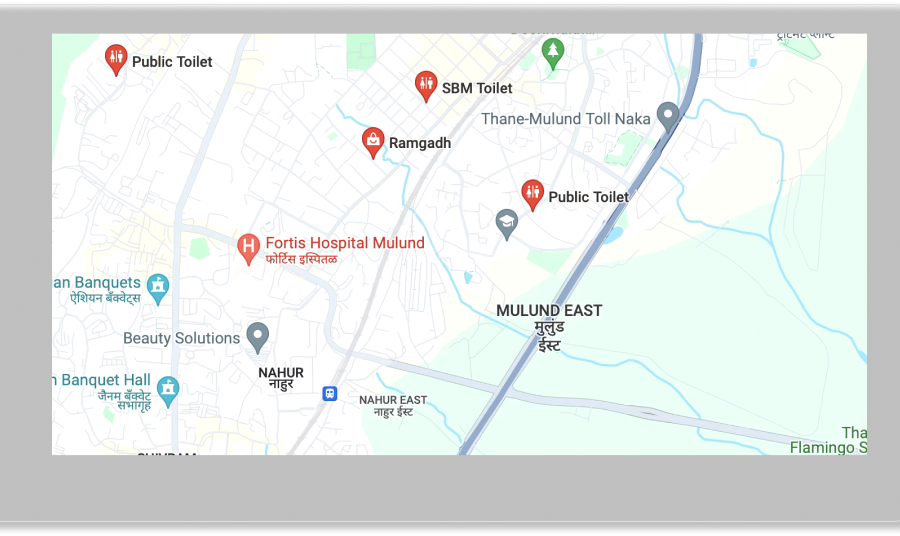 ट्रीटमेंट प्लान्ट
Public Toilet
SBM Toilet
Thane-Mulund Toll Naka
Ramgadh
Public Toilet
Fortis Hospital Mulund
फोर्टिस इस्पितळ
an Banquets
ऐशियन बँक्वेट्स
MULUND EAST
मुलुंड
ईस्ट
Beauty Solutions
NAHUR
नाहुर
n Banquet Hall
जैनम बँक्वेट
सभागृह
NAHUR EAST
नाहुर ईस्ट
Tha
Flamingo S